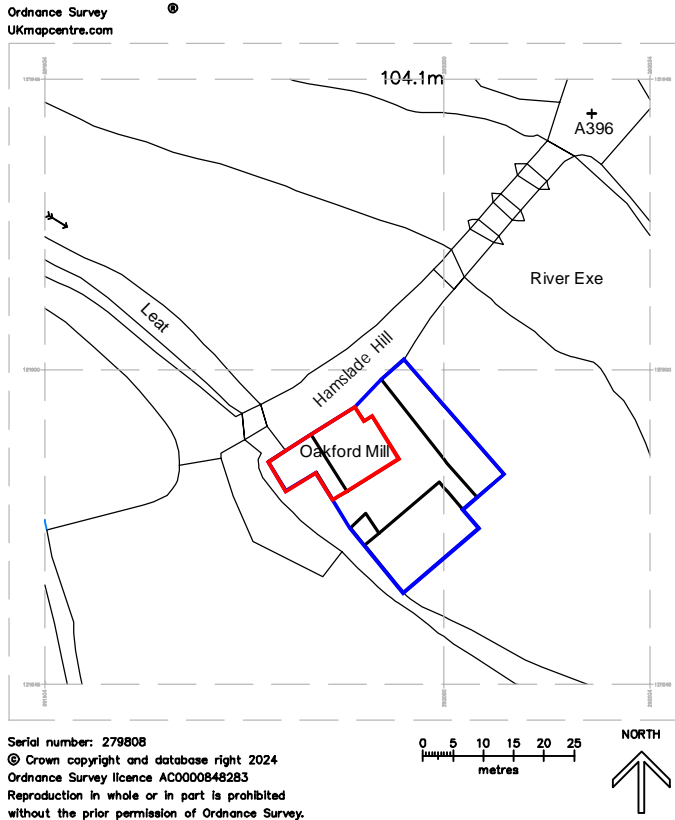 Ordnance Survey ®
UKmapcentre.com
104.1m
A396
River Exe
Leat
Hamslade Hill
Oakford Mill
Serial number: 279808
© Crown copyright and database right 2024
Ordnance Survey licence AC0000848283
Reproduction in whole or in part is prohibited
without the prior permission of Ordnance Survey.
0 5 10 15 20 25
metres
NORTH